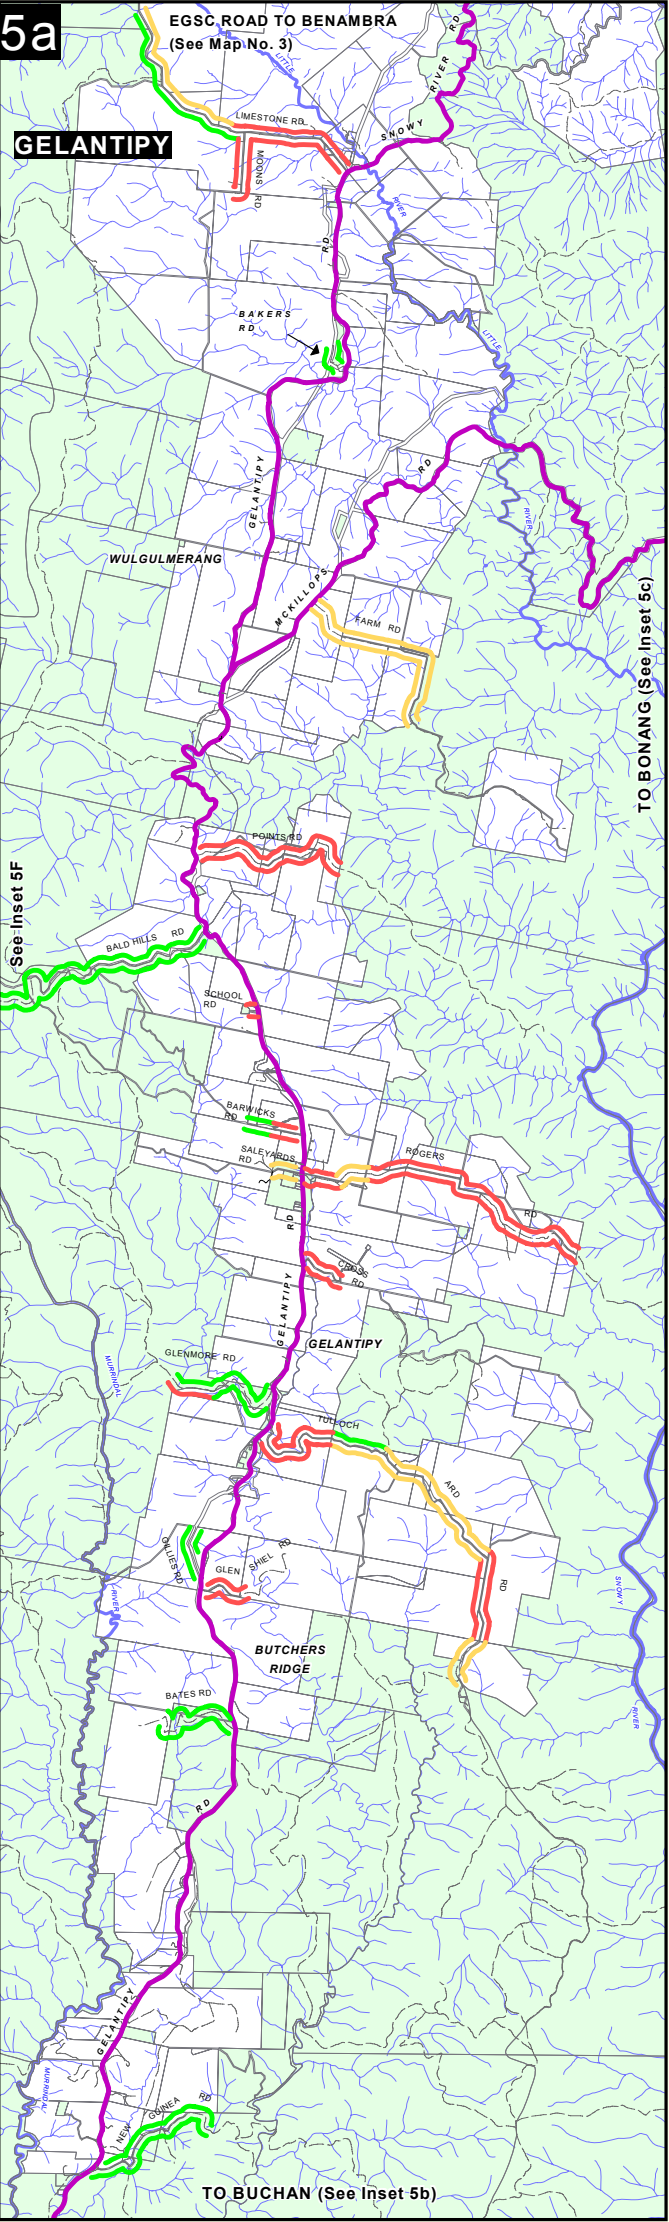 5a
EGSC ROAD TO BENAMBRA
(See Map No. 3)
LITTLE
RIVER RD
LIMESTONE RD
SNOWY
GELANTIPY
MOONS RD
RIVER
RD
BAKERS
RD
LITTLE
RD
GELANTIPY
RIVER
WULGULMERANG
MCKILLOPS
FARM RD
TO BONANG (See Inset 5c)
POINTS RD
See Inset 5F
BALD HILLS RD
SCHOOL
RD
BARWICKS
RD
SALEYARDS
RD
ROGERS
RD
RD
CROSS
RD
GELANTIPY
GELANTIPY
GLENMORE RD
MURRINDAL
TULLOCH
ARD
RD
GILLIES RD
GLEN SHIEL RD
RIVER
SNOWY
BUTCHERS
RIDGE
BATES RD
RIVER
RD
GELANTIPY
MURRINDAL
NEW GUINEA RD
TO BUCHAN (See Inset 5b)